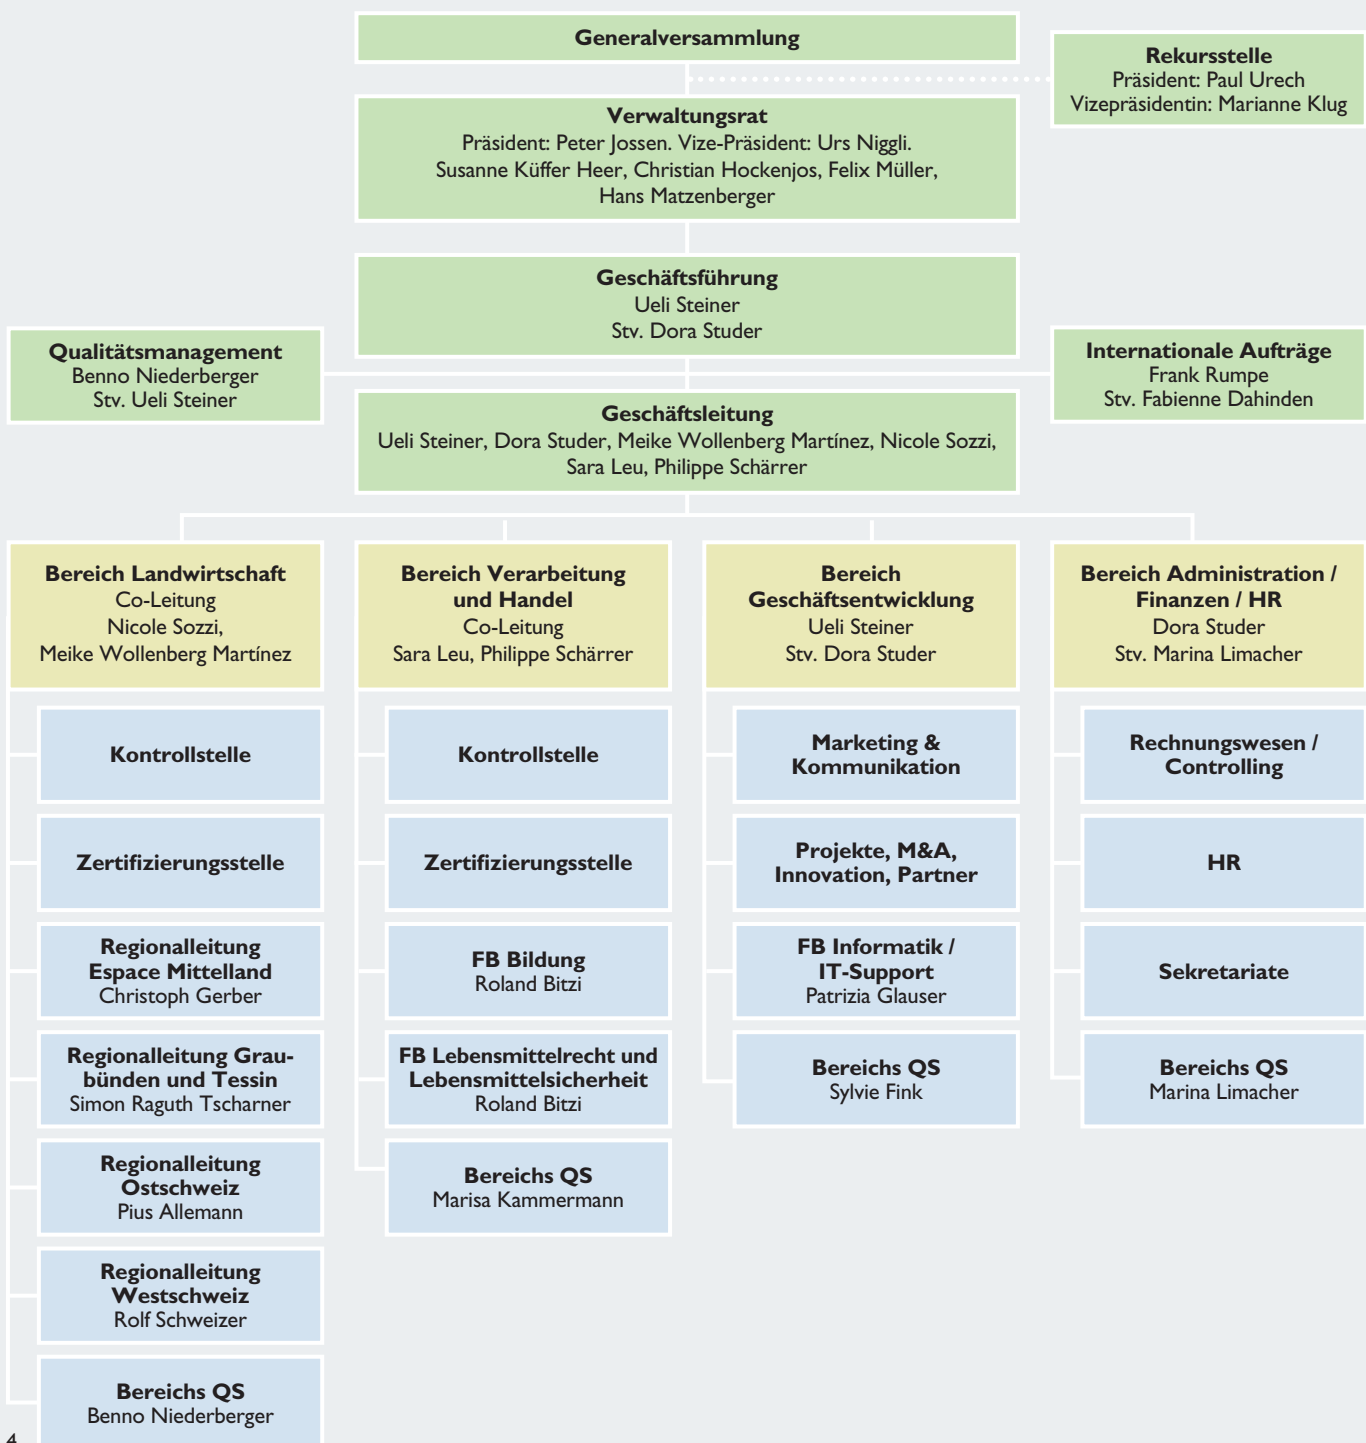 Generalversammlung
Rekursstelle
Präsident: Paul Urech
Vizepräsidentin: Marianne Klug
Verwaltungsrat
Präsident: Peter Jossen. Vize-Präsident: Urs Niggli.
Susanne Küffer Heer, Christian Hockenjos, Felix Müller,
Hans Matzenberger
Geschäftsführung
Ueli Steiner
Stv. Dora Studer
Qualitätsmanagement
Benno Niederberger
Stv. Ueli Steiner
Internationale Aufträge
Frank Rumpe
Stv. Fabienne Dahinden
Geschäftsleitung
Ueli Steiner, Dora Studer, Meike Wollenberg Martínez, Nicole Sozzi,
Sara Leu, Philippe Schärrer
Bereich Landwirtschaft
Co-Leitung
Nicole Sozzi,
Meike Wollenberg Martínez
Kontrollstelle
Zertifizierungsstelle
Regionalleitung
Espace Mittelland
Christoph Gerber
Regionalleitung Grau-
bünden und Tessin
Simon Raguth Tscharner
Regionalleitung
Ostschweiz
Pius Allemann
Regionalleitung
Westschweiz
Rolf Schweizer
Bereichs QS
Benno Niederberger
Bereich Verarbeitung
und Handel
Co-Leitung
Sara Leu, Philippe Schärrer
Kontrollstelle
Zertifizierungsstelle
FB Bildung
Roland Bitzi
FB Lebensmittelrecht und
Lebensmittelsicherheit
Roland Bitzi
Bereichs QS
Marisa Kammermann
Bereich
Geschäftsentwicklung
Ueli Steiner
Stv. Dora Studer
Marketing &
Kommunikation
Projekte, M&A,
Innovation, Partner
FB Informatik /
IT-Support
Patrizia Glauser
Bereichs QS
Sylvie Fink
Bereich Administration /
Finanzen / HR
Dora Studer
Stv. Marina Limacher
Rechnungswesen /
Controlling
HR
Sekretariate
Bereichs QS
Marina Limacher
4